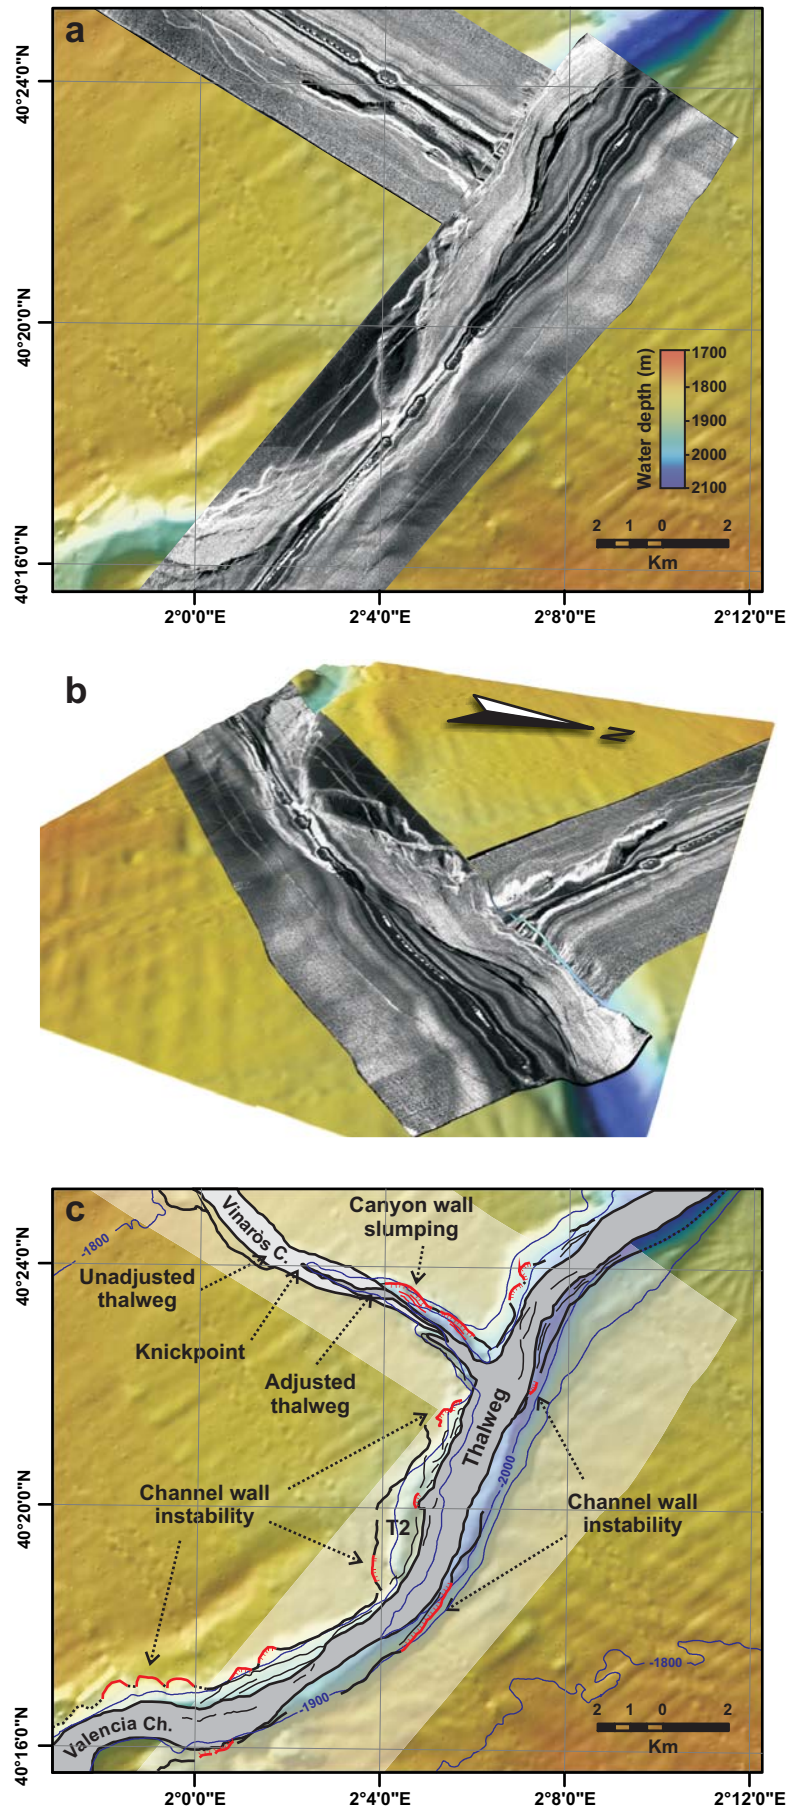 a
40°24'0"N
40°20'0"N
40°16'0"N
Water depth (m)
1700
1800
1900
2000
2100
2 1 0 2
Km
2°0'0"E 2°4'0"E 2°8'0"E 2°12'0"E
b
N
c
Vinaròs C.
Canyon wall
slumping
-1800
Unadjusted
thalweg
Knickpoint
Adjusted
thalweg
Thalweg
-2000
Channel wall
instability
T2
Channel wall
instability
-1800
-1900
Valencia Ch.
40°24'0"N
40°20'0"N
40°16'0"N
2 1 0 2
Km
2°0'0"E 2°4'0"E 2°8'0"E 2°12'0"E